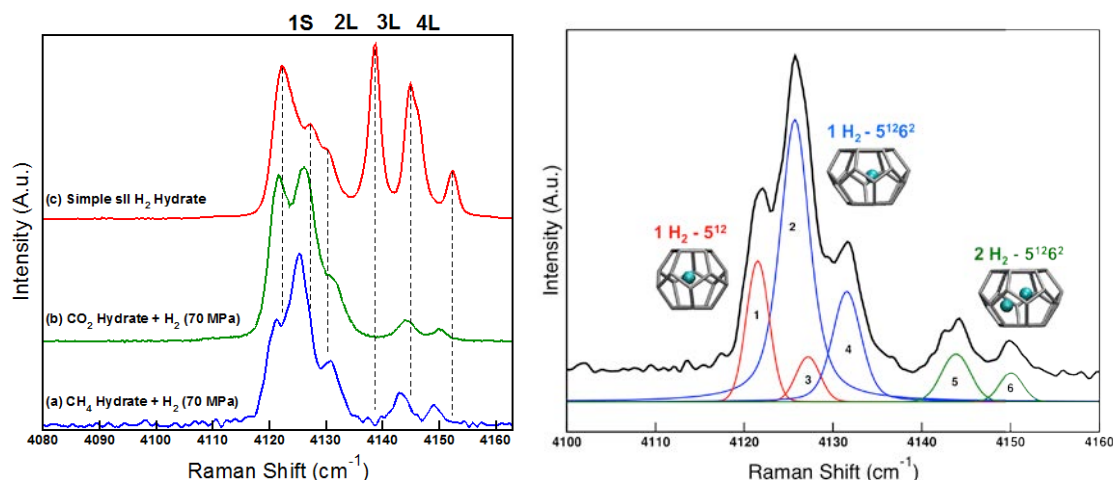 1S 2L 3L 4L
Intensity (A.u.)
(c) Simple sII H₂ Hydrate
(b) CO₂ Hydrate + H₂ (70 MPa)
(a) CH₄ Hydrate + H₂ (70 MPa)
4080 4090 4100 4110 4120 4130 4140 4150 4160
Raman Shift (cm⁻¹)
Intensity (A.u.)
1 H₂ - 5¹²6²
1 H₂ - 5¹²
2 H₂ - 5¹²6²
1
2
3
4
5
6
4100 4110 4120 4130 4140 4150 4160
Raman Shift (cm⁻¹)